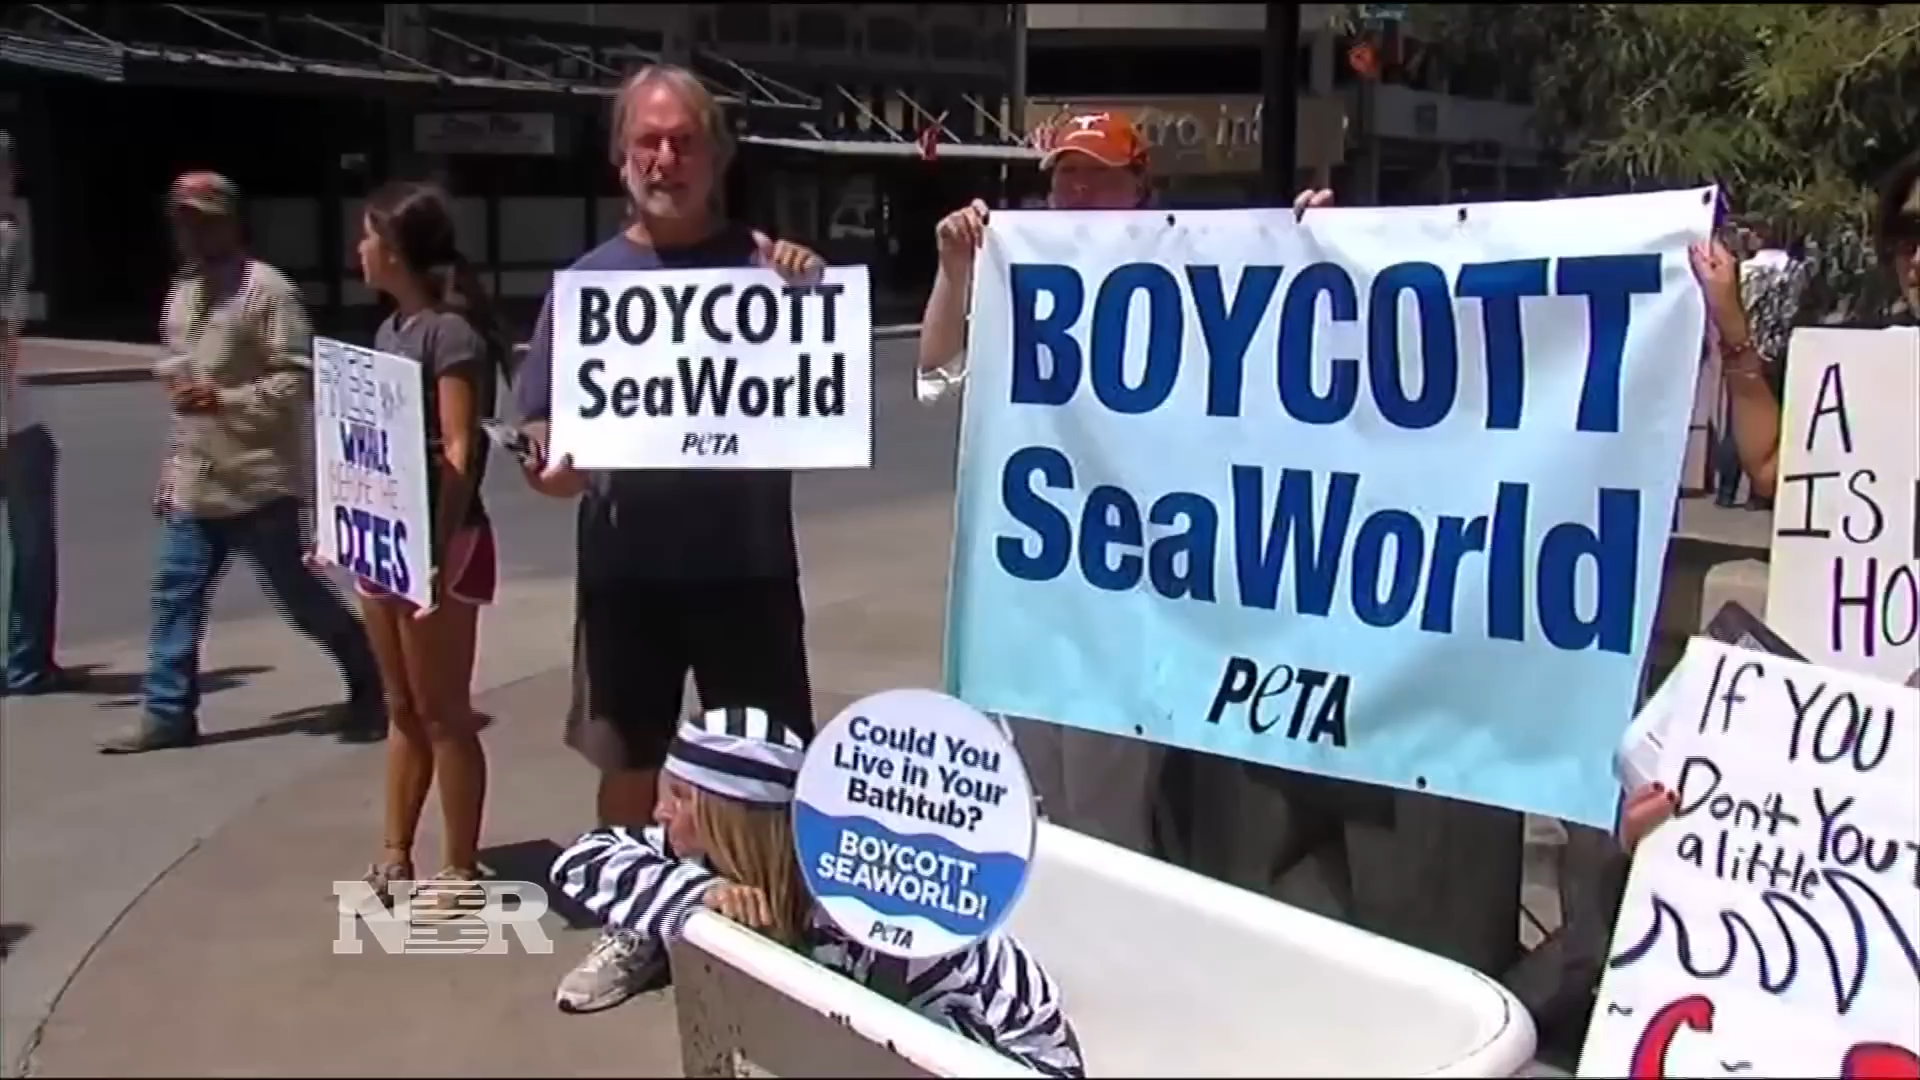 WHALE
DIES
BOYCOTT
SeaWorld
PETA
BOYCOTT
SeaWorld
PETA
Could You
Live in Your
Bathtub?
BOYCOTT
SEAWORLD!
PETA
A
IS
HO
If YOU
Don't You
a little
NBR